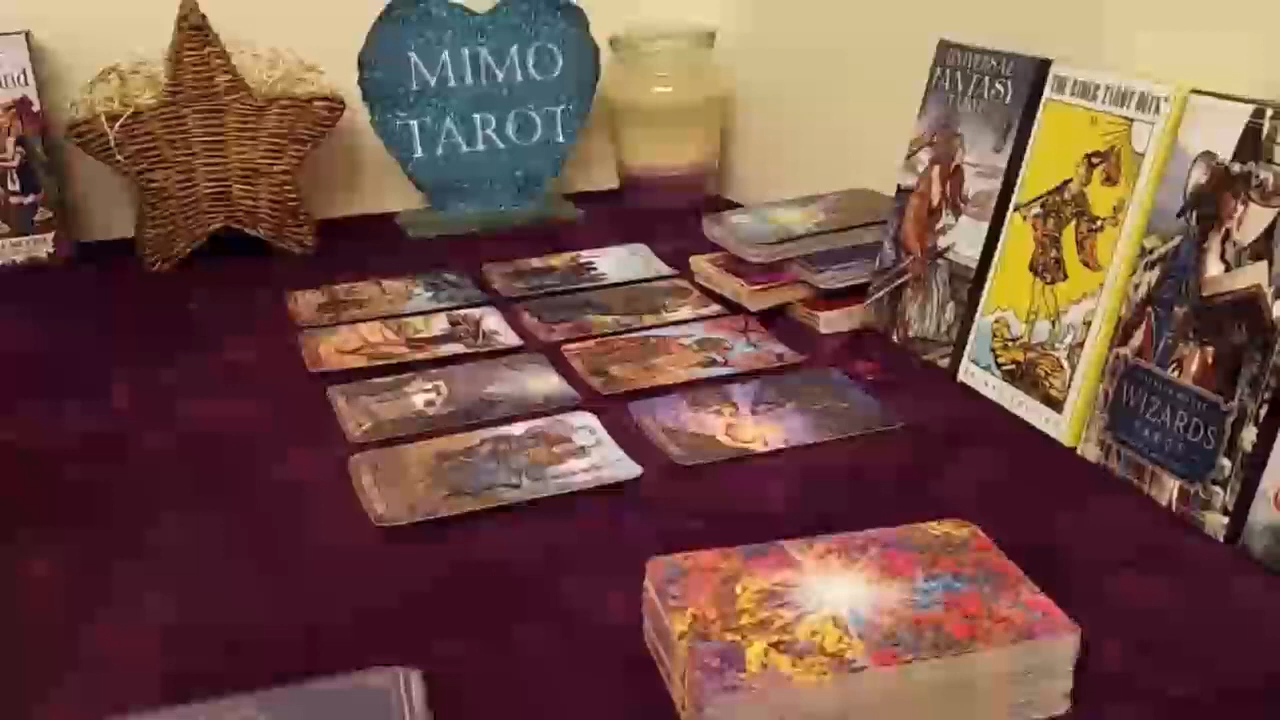 MIMO
TAROT
UNIVERSAL
FANTASY
TAROT
THE RIDER TAROT DECK
WIZARDS
TAROT